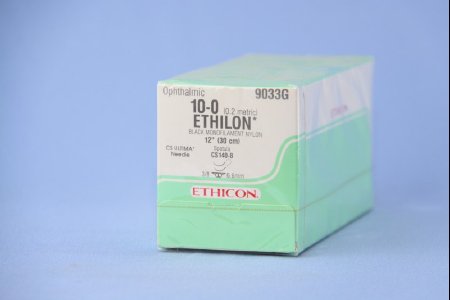 Ophthalmic 9033G
10-0 (0.2 metric)
ETHILON*
BLACK MONOFILAMENT NYLON
12" (30 cm)
CS ULTIMA* Spatula
Needle CS140-8
3/8 6.6mm
ETHICON